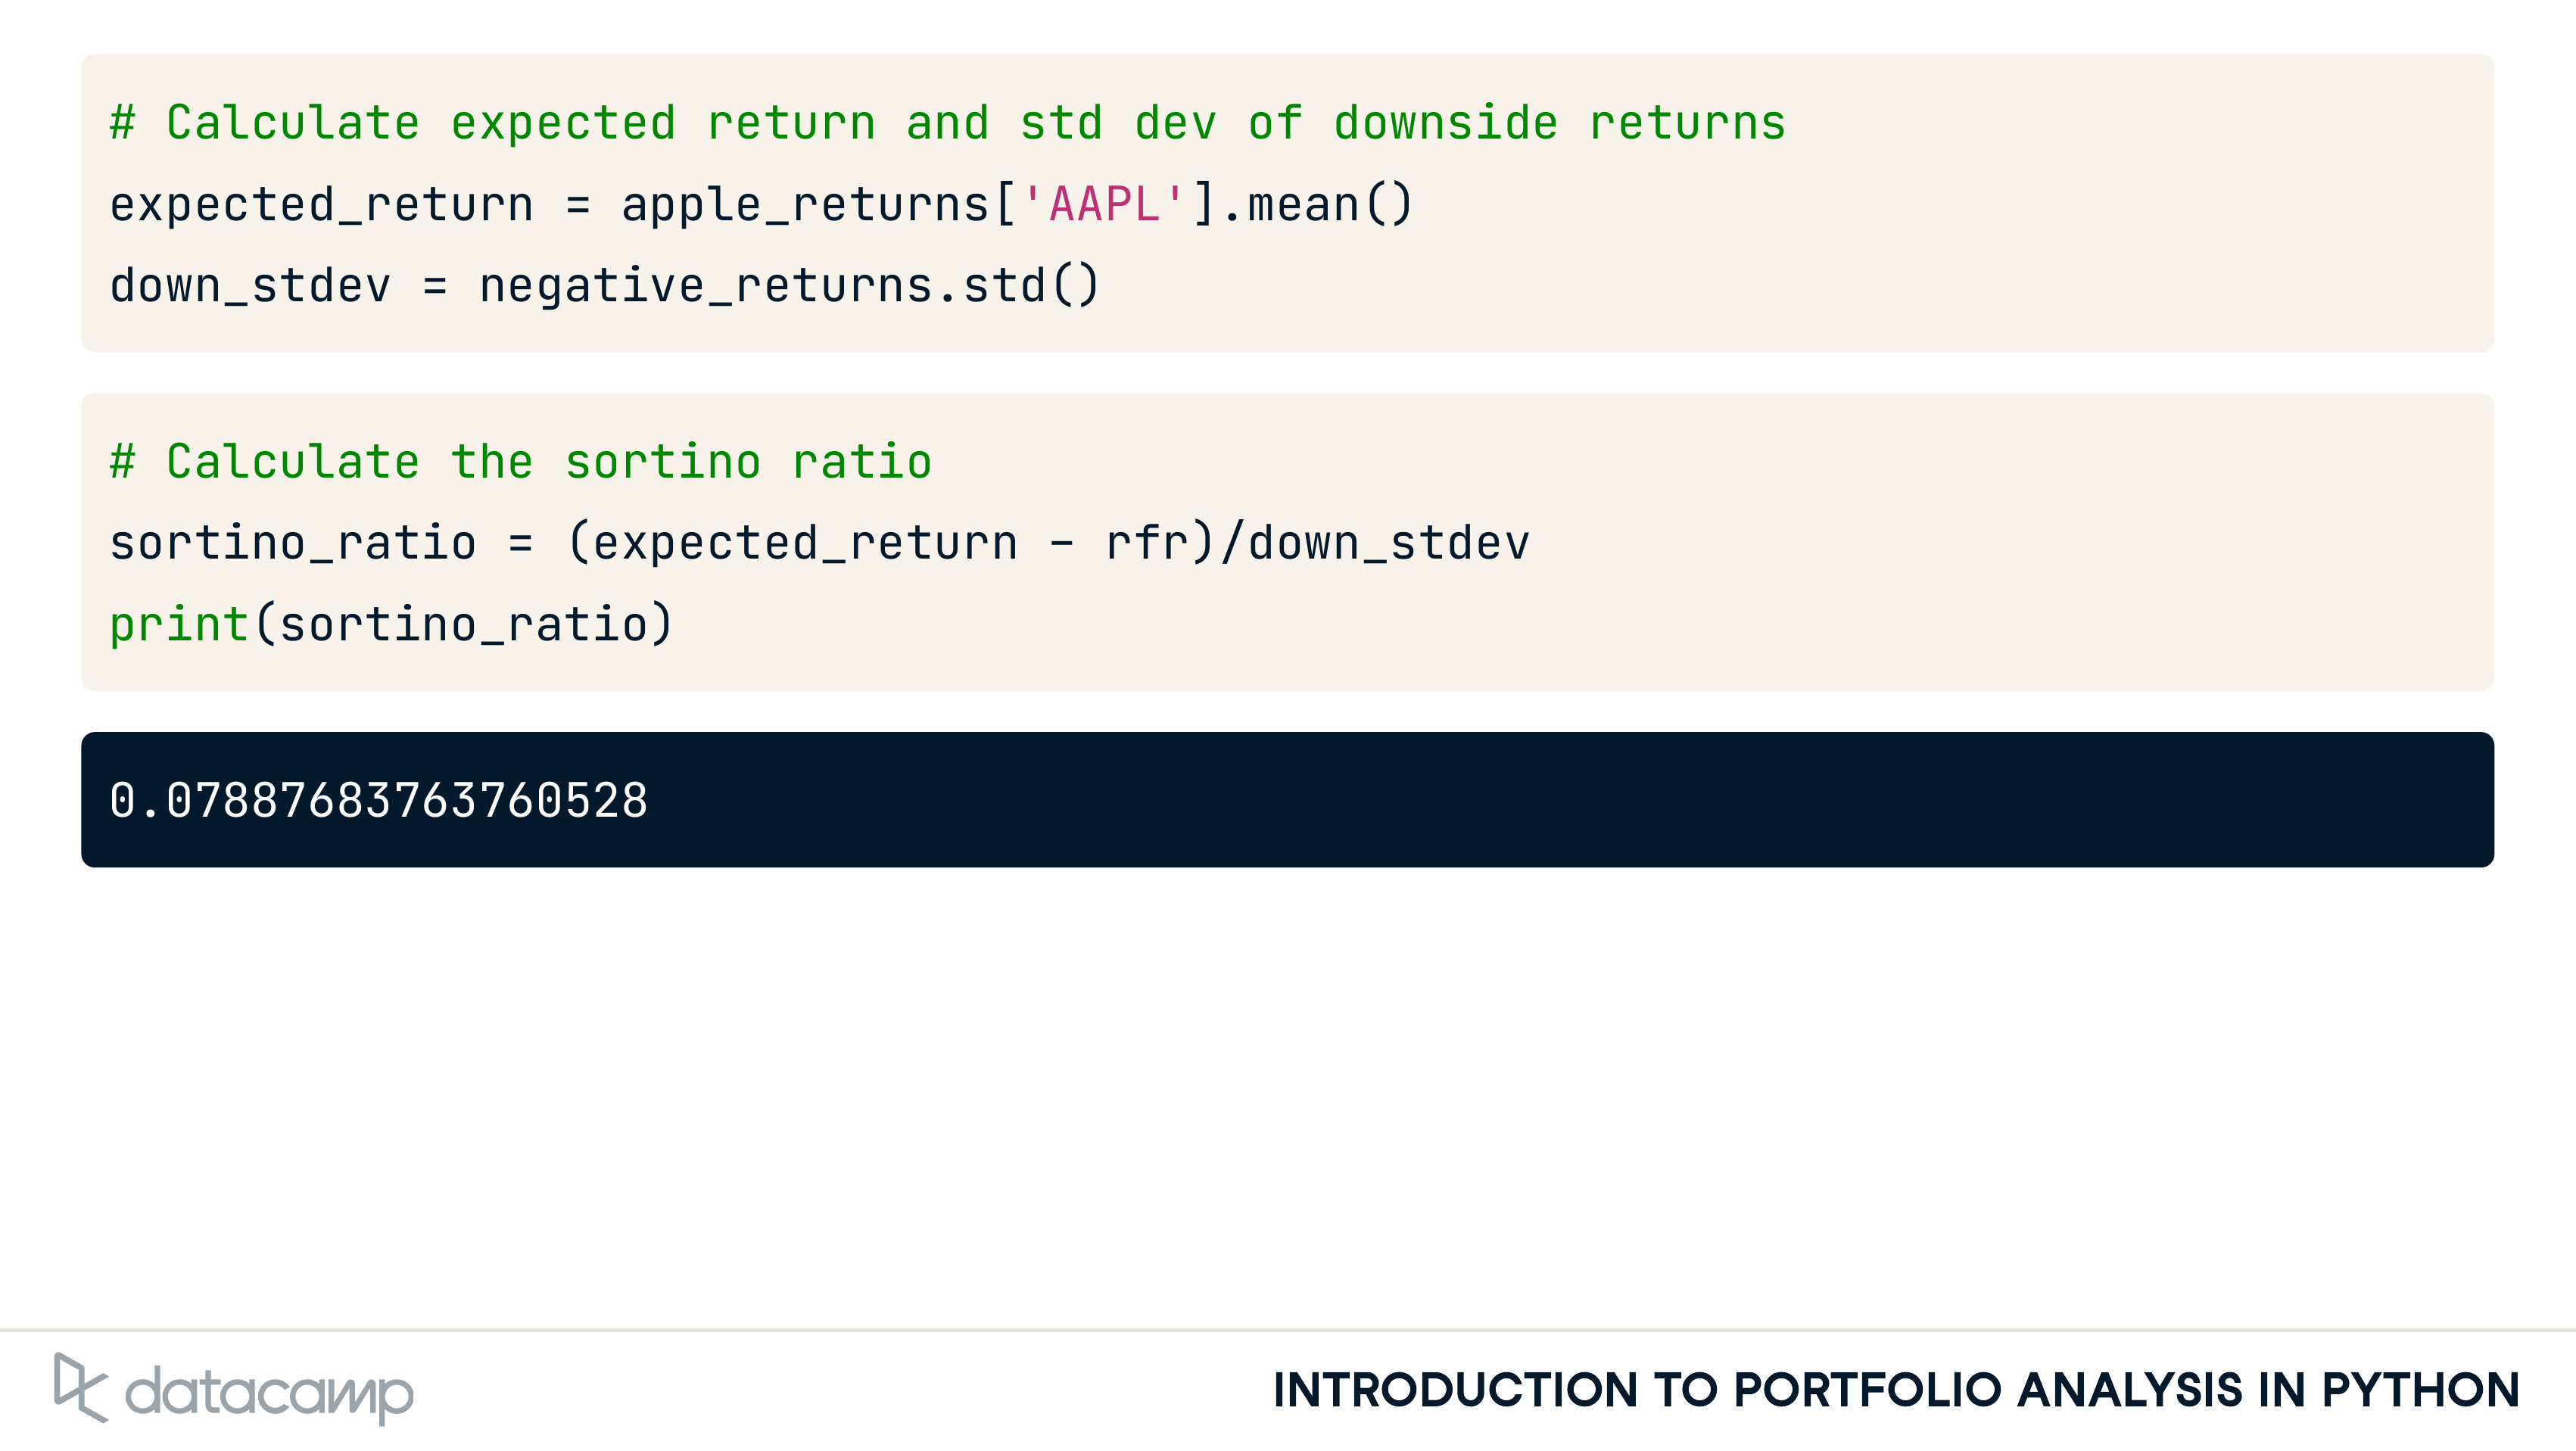 # Calculate expected return and std dev of downside returns
expected_return = apple_returns['AAPL'].mean()
down_stdev = negative_returns.std()
# Calculate the sortino ratio
sortino_ratio = (expected_return - rfr)/down_stdev
print(sortino_ratio)
0.07887683763760528
datacamp
INTRODUCTION TO PORTFOLIO ANALYSIS IN PYTHON